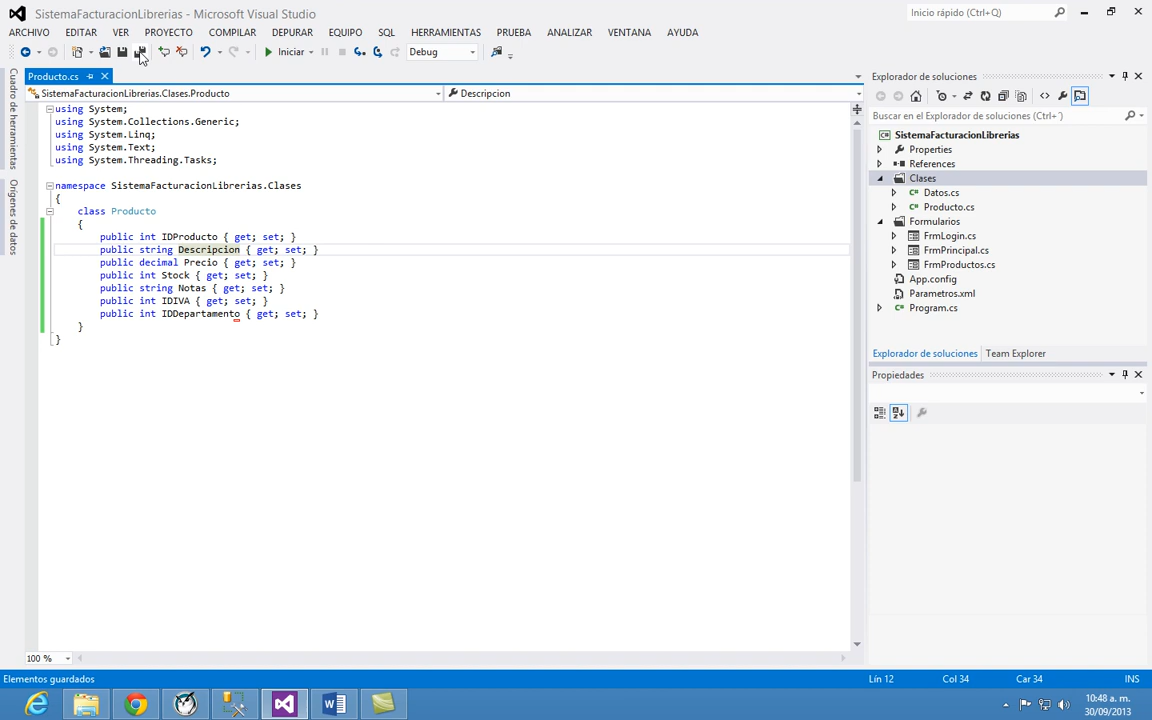 SistemaFacturacionLibrerias - Microsoft Visual Studio
Inicio rápido (Ctrl+Q)
ARCHIVO EDITAR VER PROYECTO COMPILAR DEPURAR EQUIPO SQL HERRAMIENTAS PRUEBA ANALIZAR VENTANA AYUDA
Iniciar Debug
Cuadro de herramientas
Orígenes de datos
Producto.cs
SistemaFacturacionLibrerias.Clases.Producto
Descripcion
using System;
using System.Collections.Generic;
using System.Linq;
using System.Text;
using System.Threading.Tasks;
namespace SistemaFacturacionLibrerias.Clases
{
class Producto
{
public int IDProducto { get; set; }
public string Descripcion { get; set; }
public decimal Precio { get; set; }
public int Stock { get; set; }
public string Notas { get; set; }
public int IDIVA { get; set; }
public int IDDepartamento { get; set; }
}
}
100 %
Explorador de soluciones
Buscar en el Explorador de soluciones (Ctrl+´)
SistemaFacturacionLibrerias
Properties
References
Clases
Datos.cs
Producto.cs
Formularios
FrmLogin.cs
FrmPrincipal.cs
FrmProductos.cs
App.config
Parametros.xml
Program.cs
Explorador de soluciones Team Explorer
Propiedades
Elementos guardados
Lín 12 Col 34 Car 34 INS
10:48 a. m.
30/09/2013